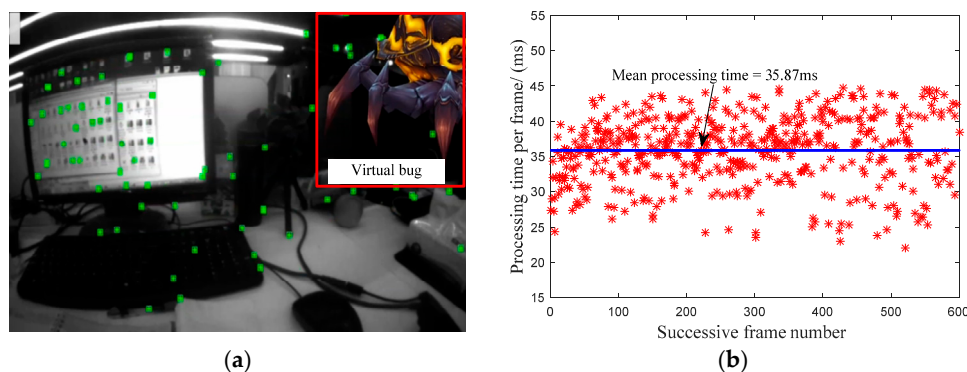 Virtual bug
(a)
Processing time per frame/ (ms)
55
50
45
40
35
30
25
20
15
Mean processing time = 35.87ms
0 100 200 300 400 500 600
Successive frame number
(b)